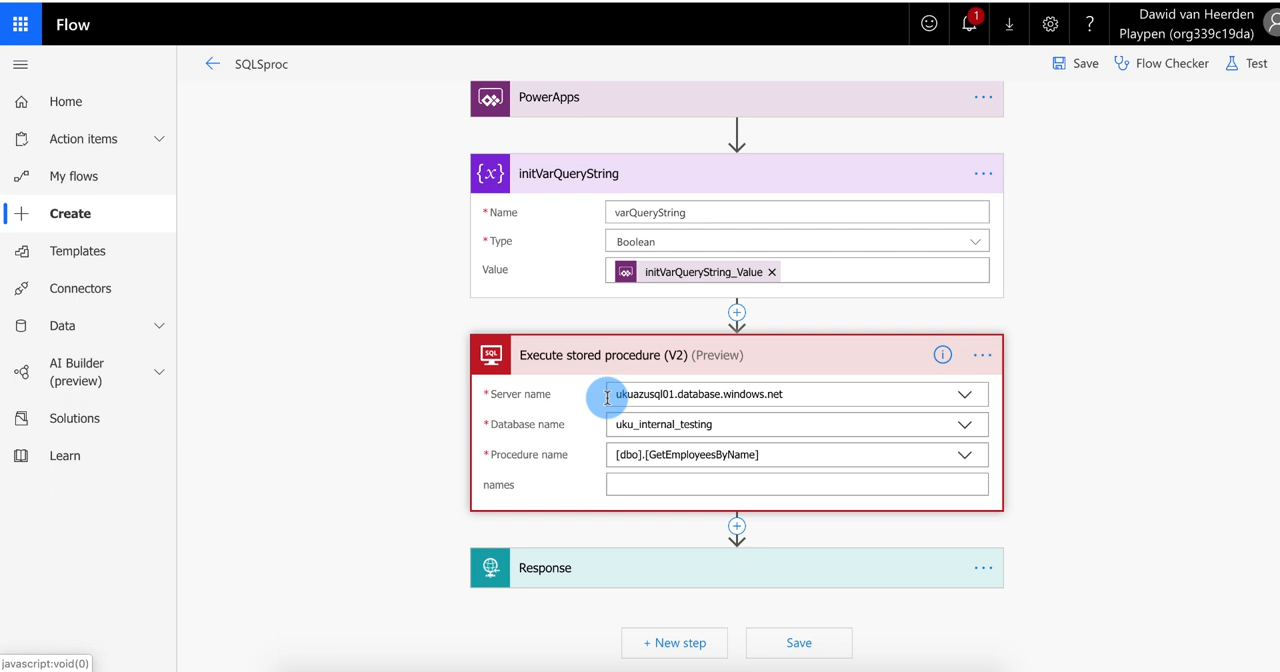 Flow
1
Dawid van Heerden
Playpen (org339c19da)
SQLSproc
Save
Flow Checker
Test
Home
Action items
My flows
Create
Templates
Connectors
Data
AI Builder
(preview)
Solutions
Learn
PowerApps
{x} initVarQueryString
* Name varQueryString
* Type Boolean
Value initVarQueryString_Value
SQL Execute stored procedure (V2) (Preview)
* Server name ukuazusql01.database.windows.net
* Database name uku_internal_testing
* Procedure name [dbo].[GetEmployeesByName]
names
Response
+ New step Save
javascript:void(0)